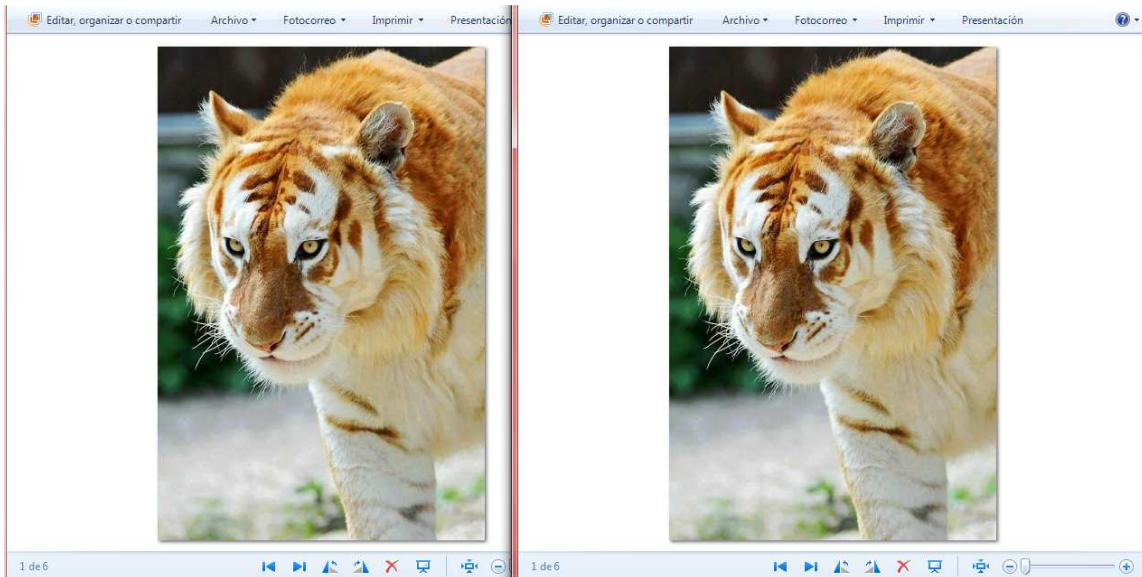 Editar, organizar o compartir Archivo Fotocorreo Imprimir Presentación
Editar, organizar o compartir Archivo Fotocorreo Imprimir Presentación
1 de 6
1 de 6